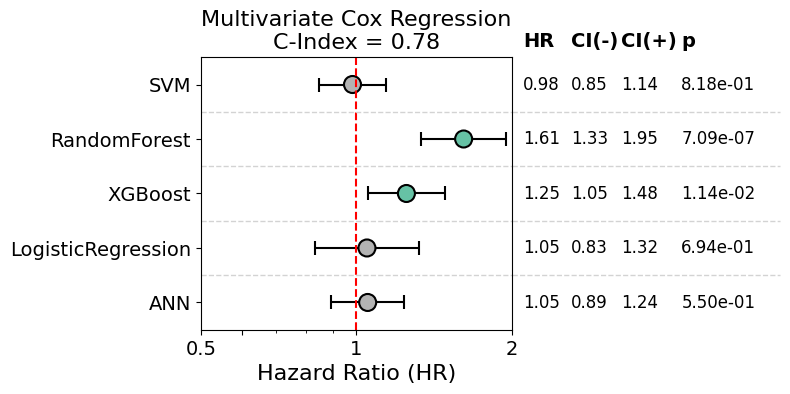 Multivariate Cox Regression
C-Index = 0.78
HR CI(-) CI(+) p
SVM 0.98 0.85 1.14 8.18e-01
RandomForest 1.61 1.33 1.95 7.09e-07
XGBoost 1.25 1.05 1.48 1.14e-02
LogisticRegression 1.05 0.83 1.32 6.94e-01
ANN 1.05 0.89 1.24 5.50e-01
0.5 1 2
Hazard Ratio (HR)